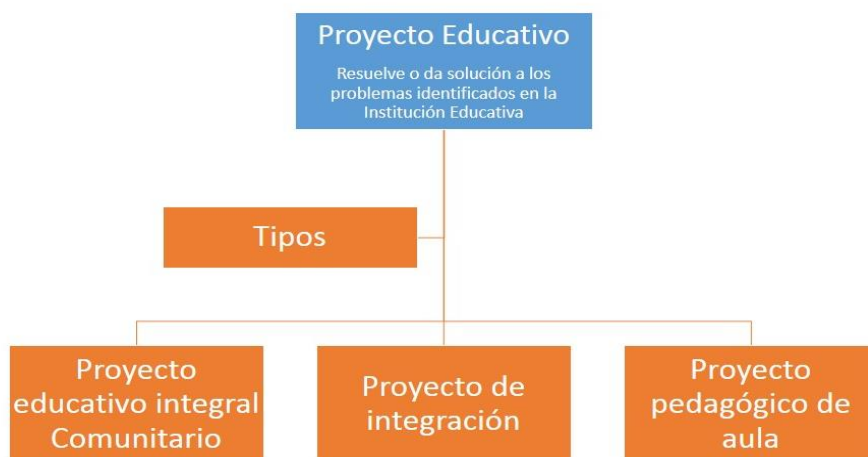 Proyecto Educativo
Resuelve o da solución a los
problemas identificados en la
Institución Educativa
Tipos
Proyecto
educativo integral
Comunitario
Proyecto de
integración
Proyecto
pedagógico de
aula